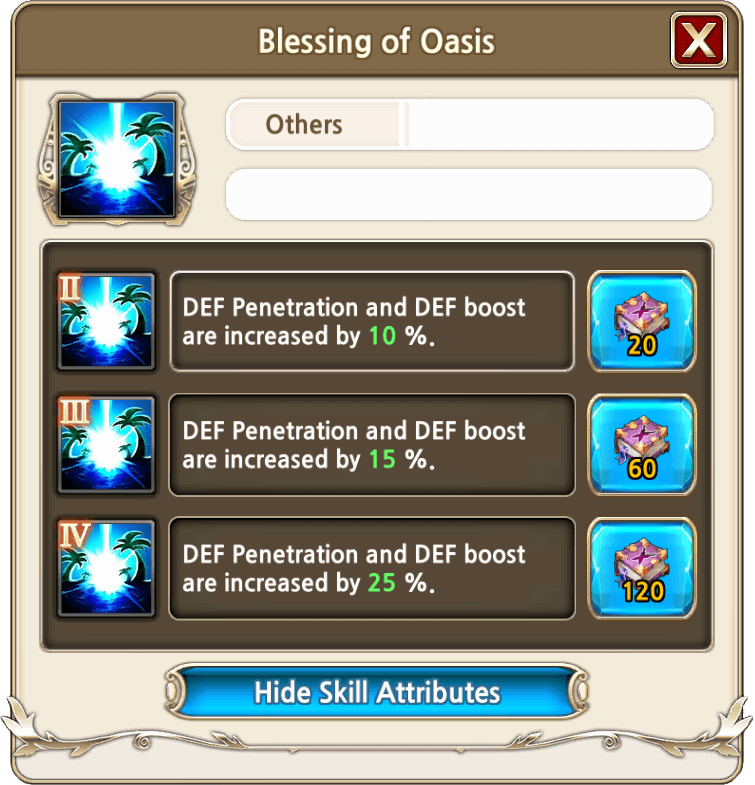 Blessing of Oasis
X
Others
II
DEF Penetration and DEF boost
are increased by 10 %.
20
III
DEF Penetration and DEF boost
are increased by 15 %.
60
IV
DEF Penetration and DEF boost
are increased by 25 %.
120
Hide Skill Attributes